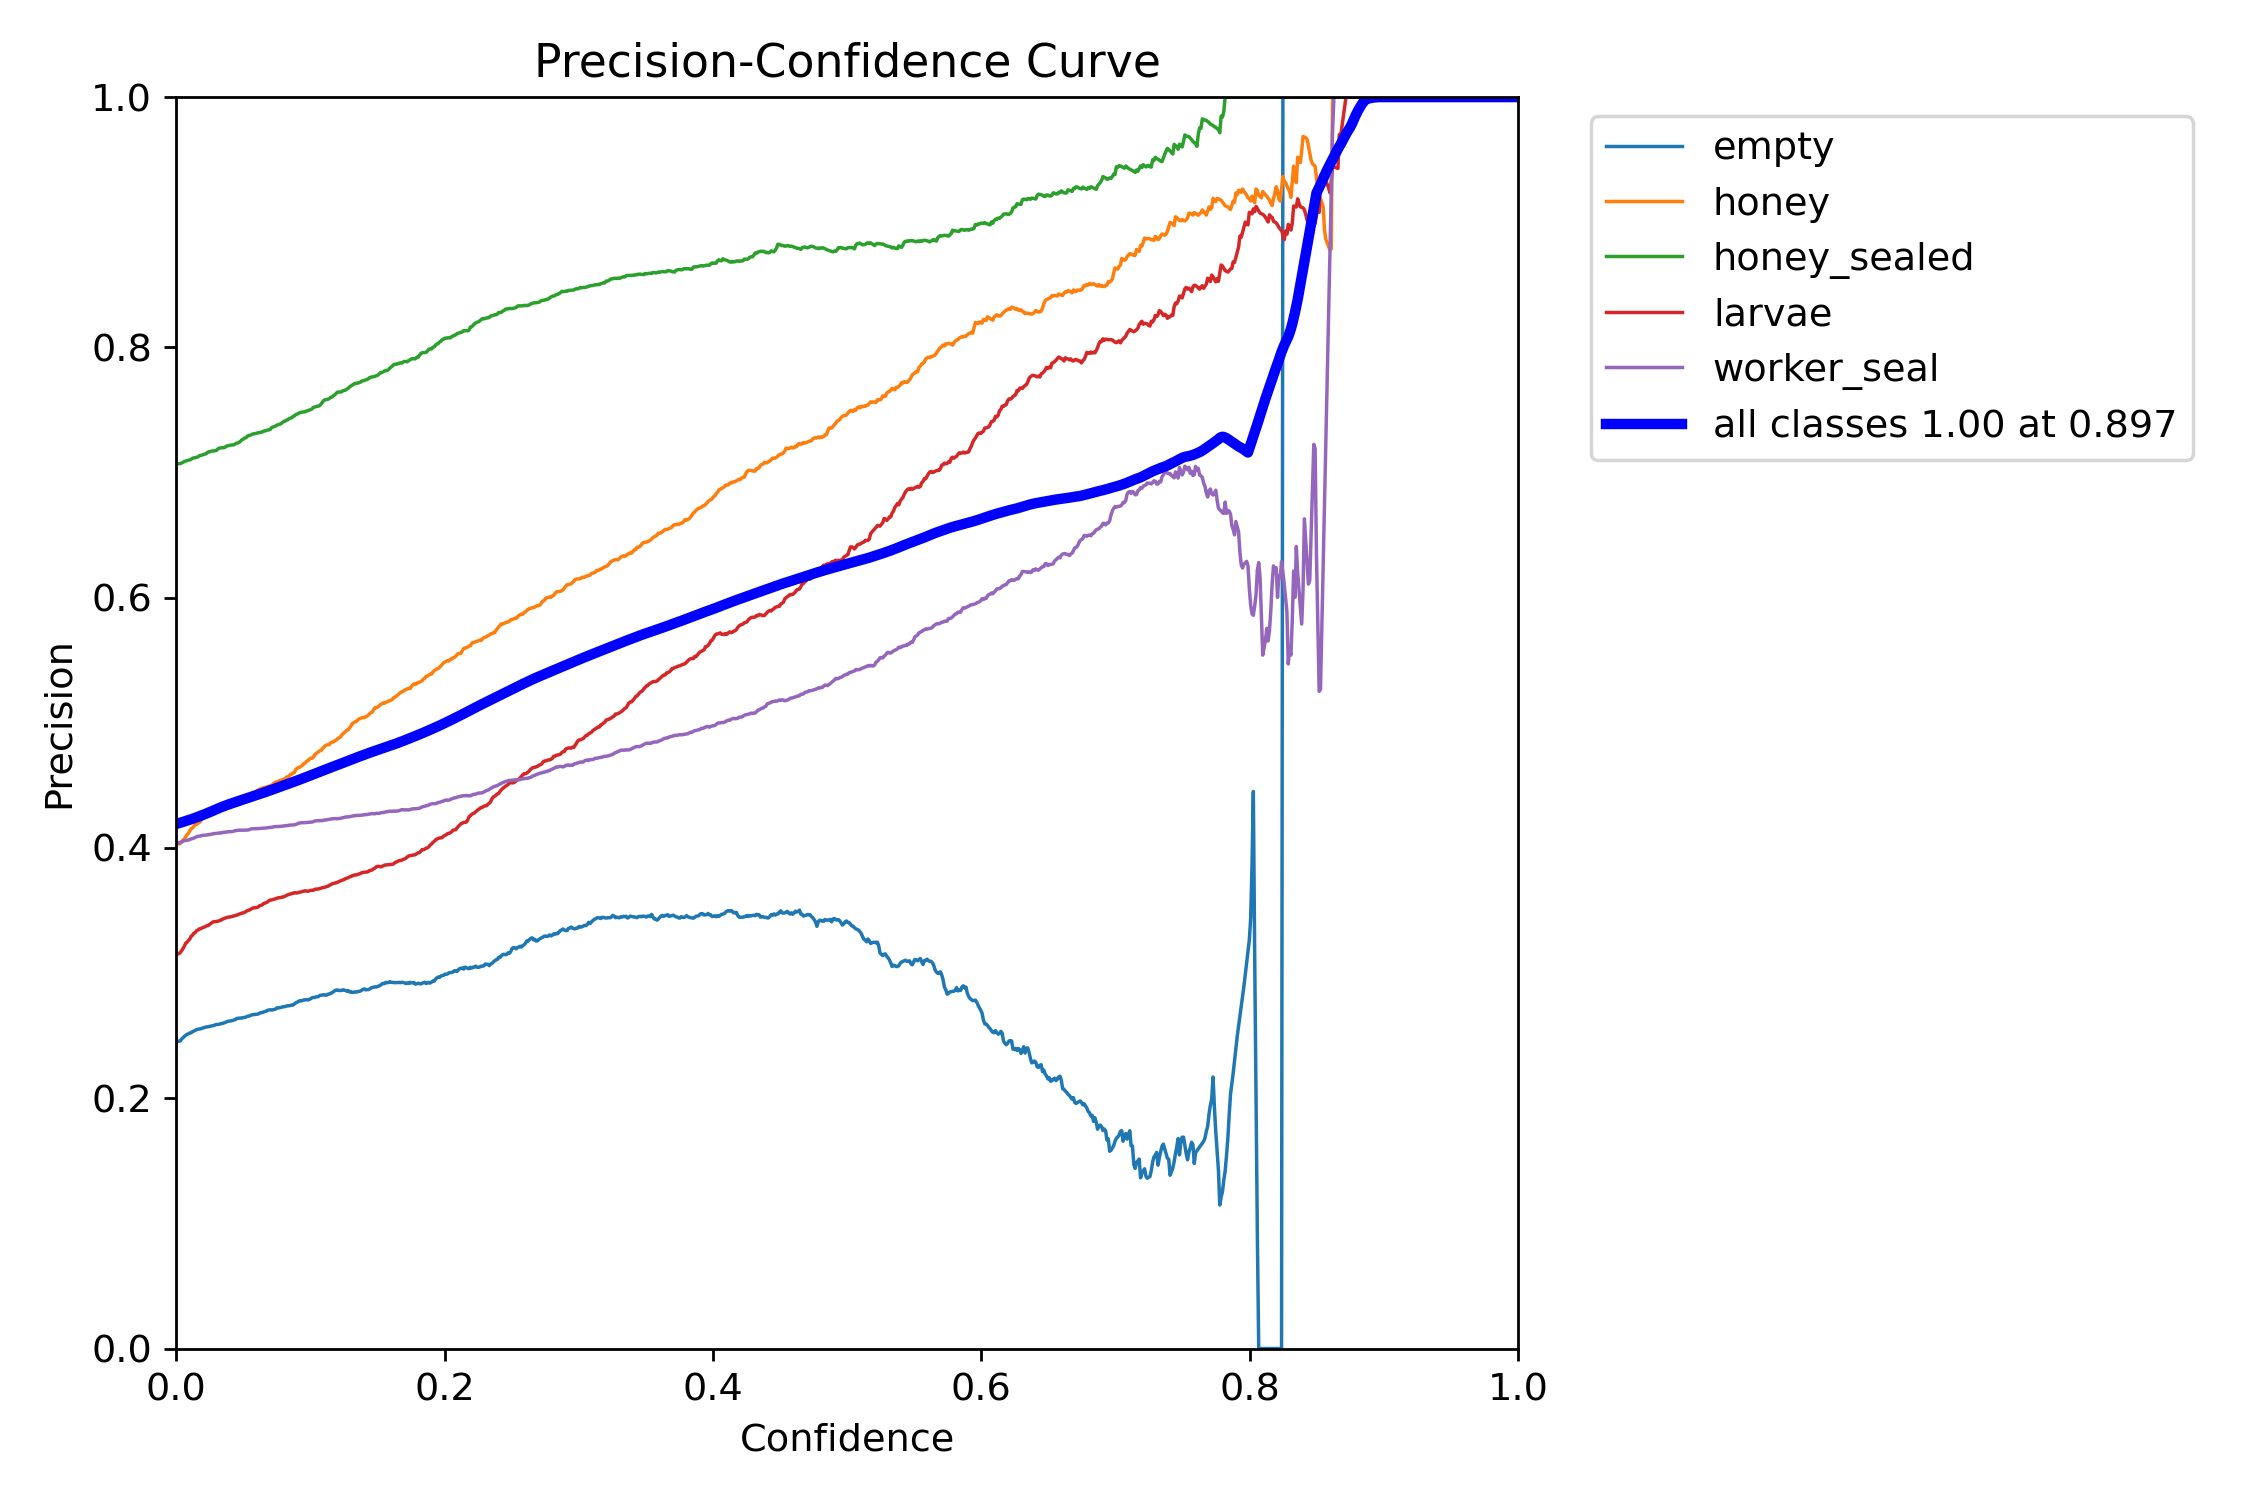 Precision-Confidence Curve
1.0
0.8
0.6
0.4
0.2
0.0
Precision
0.0 0.2 0.4 0.6 0.8 1.0
Confidence
empty
honey
honey_sealed
larvae
worker_seal
all classes 1.00 at 0.897